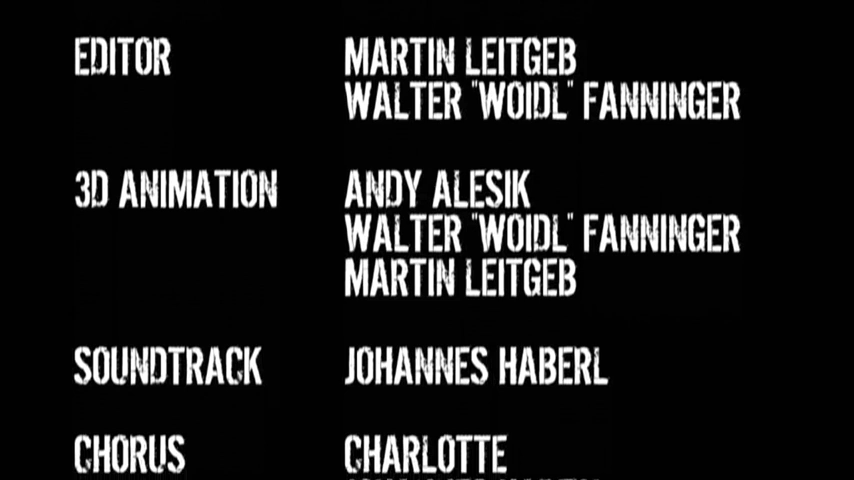 EDITOR MARTIN LEITGEB
WALTER "WOIDL" FANNINGER
3D ANIMATION ANDY ALESIK
WALTER "WOIDL" FANNINGER
MARTIN LEITGEB
SOUNDTRACK JOHANNES HABERL
CHORUS CHARLOTTE